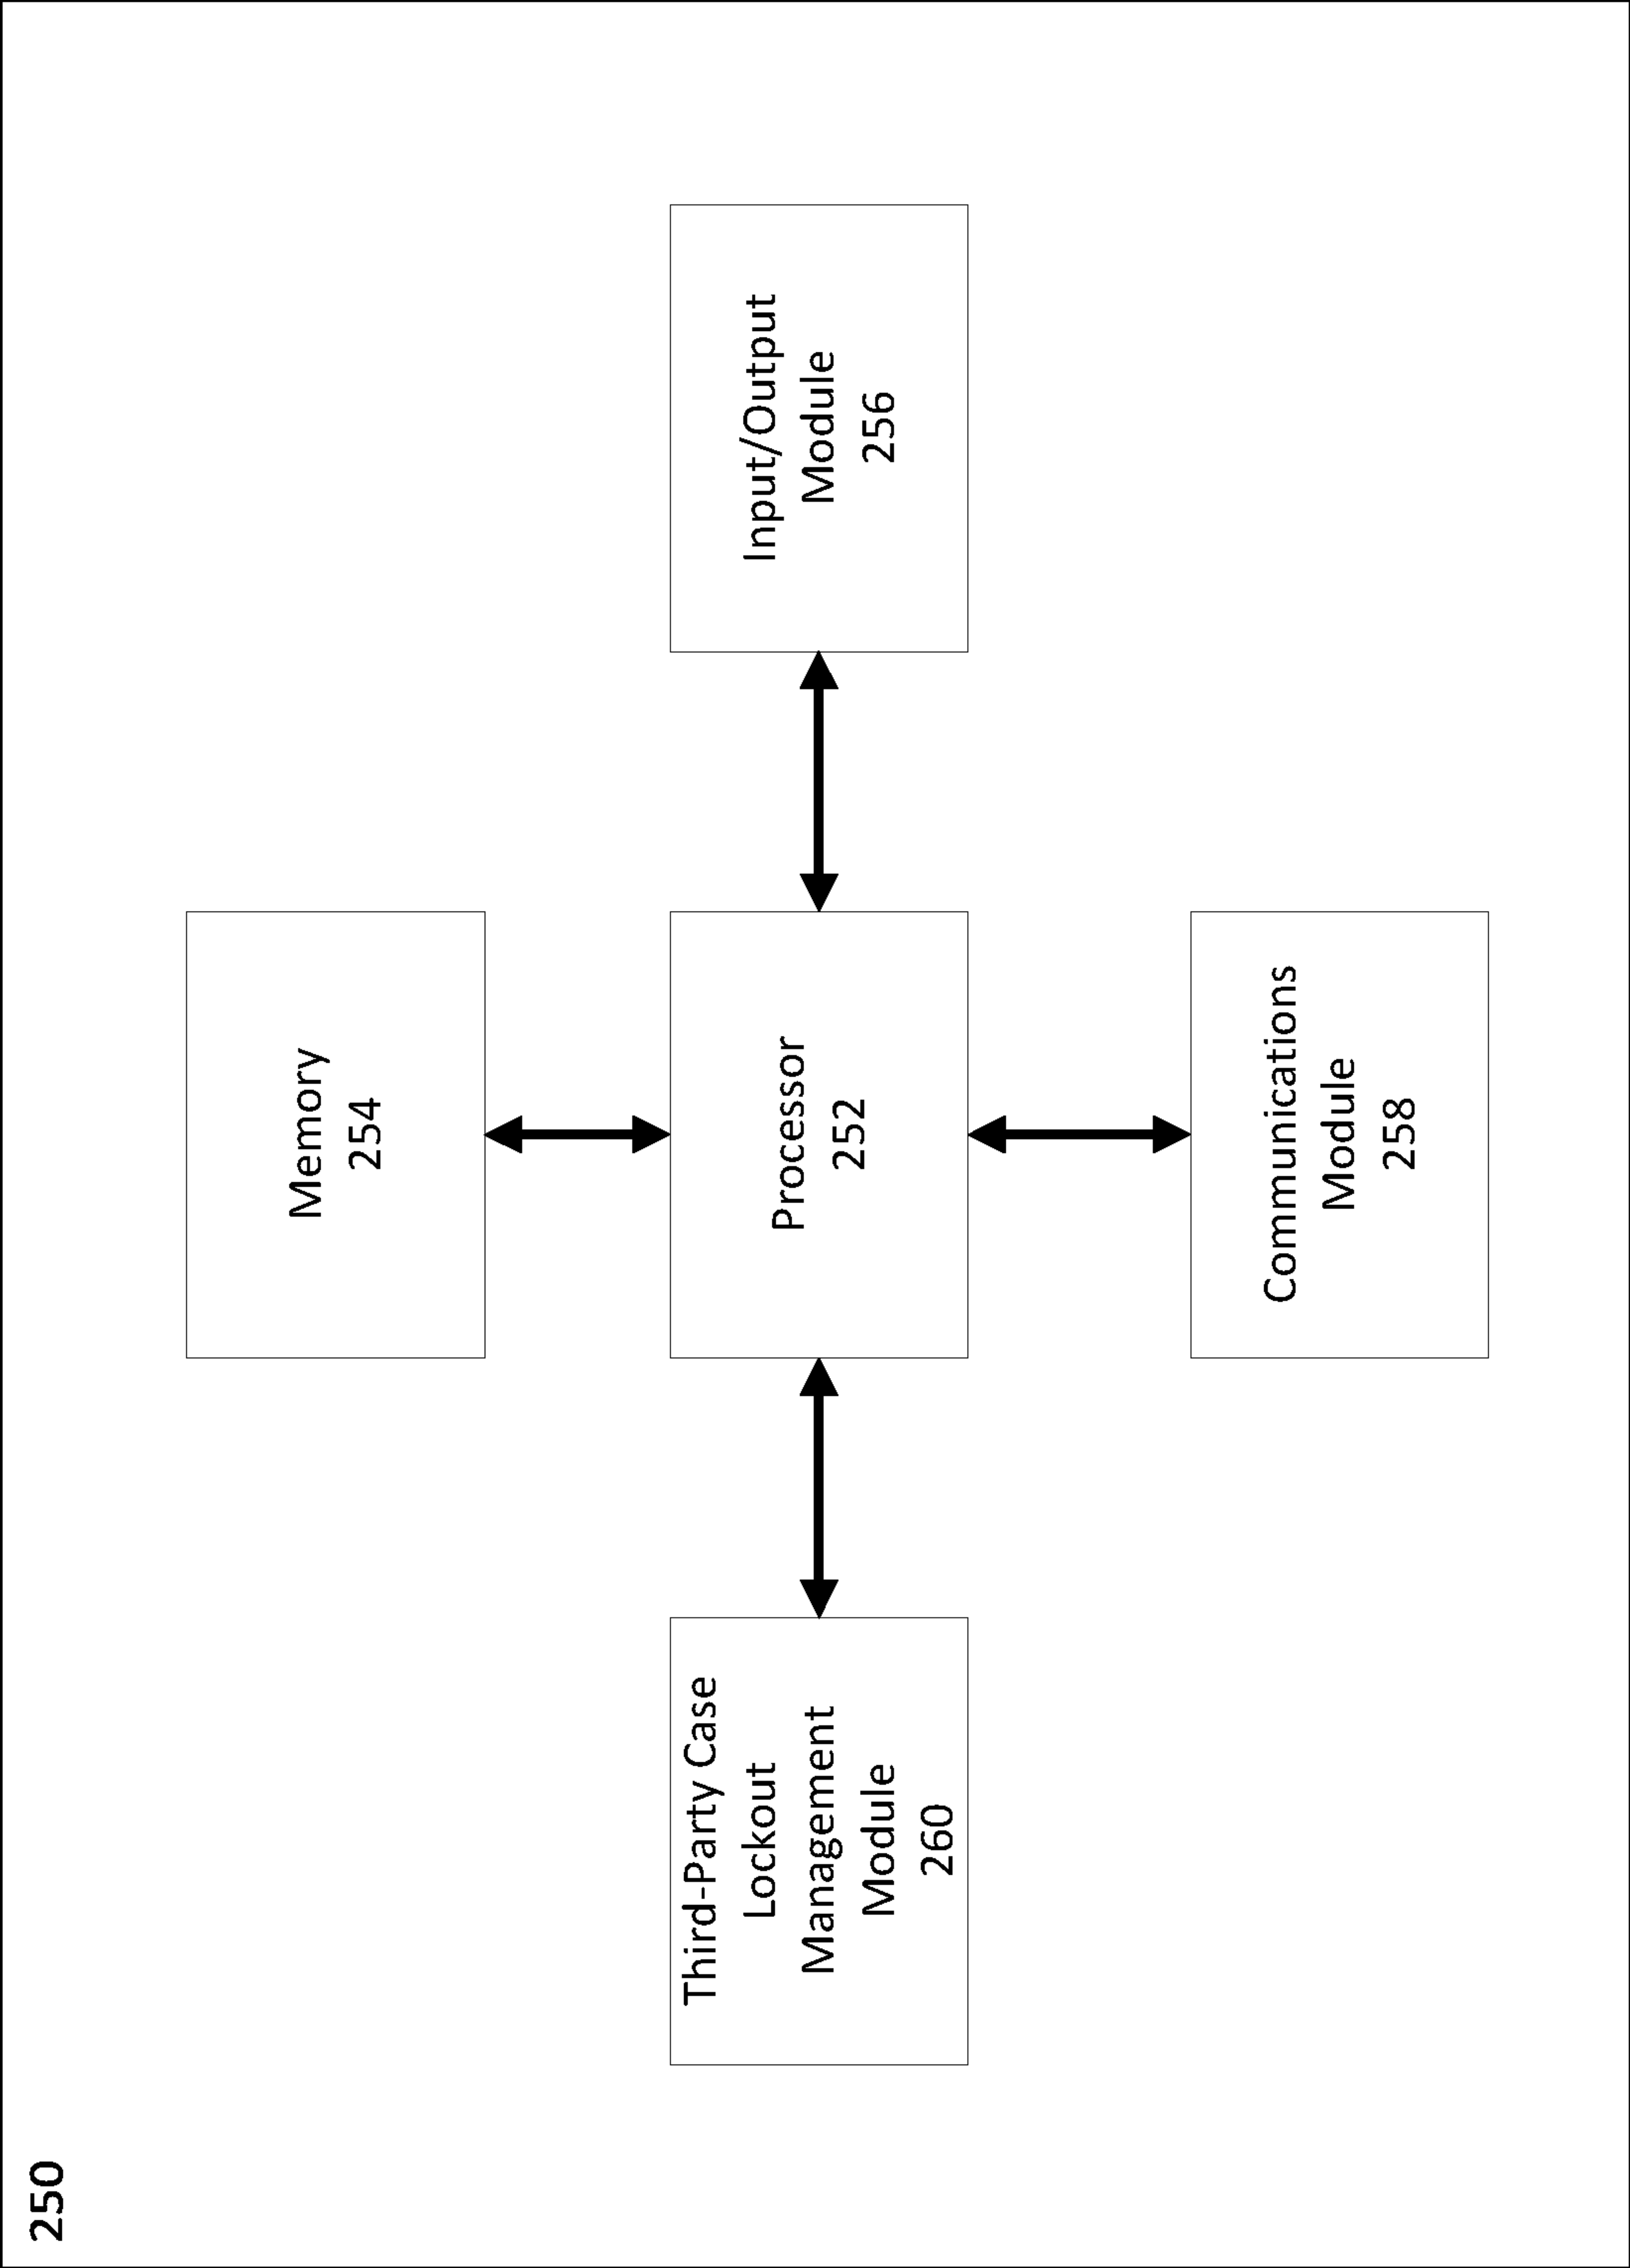 250
Memory
254
Third-Party Case
Lockout
Management
Module
260
Processor
252
Input/Output
Module
256
Communications
Module
258